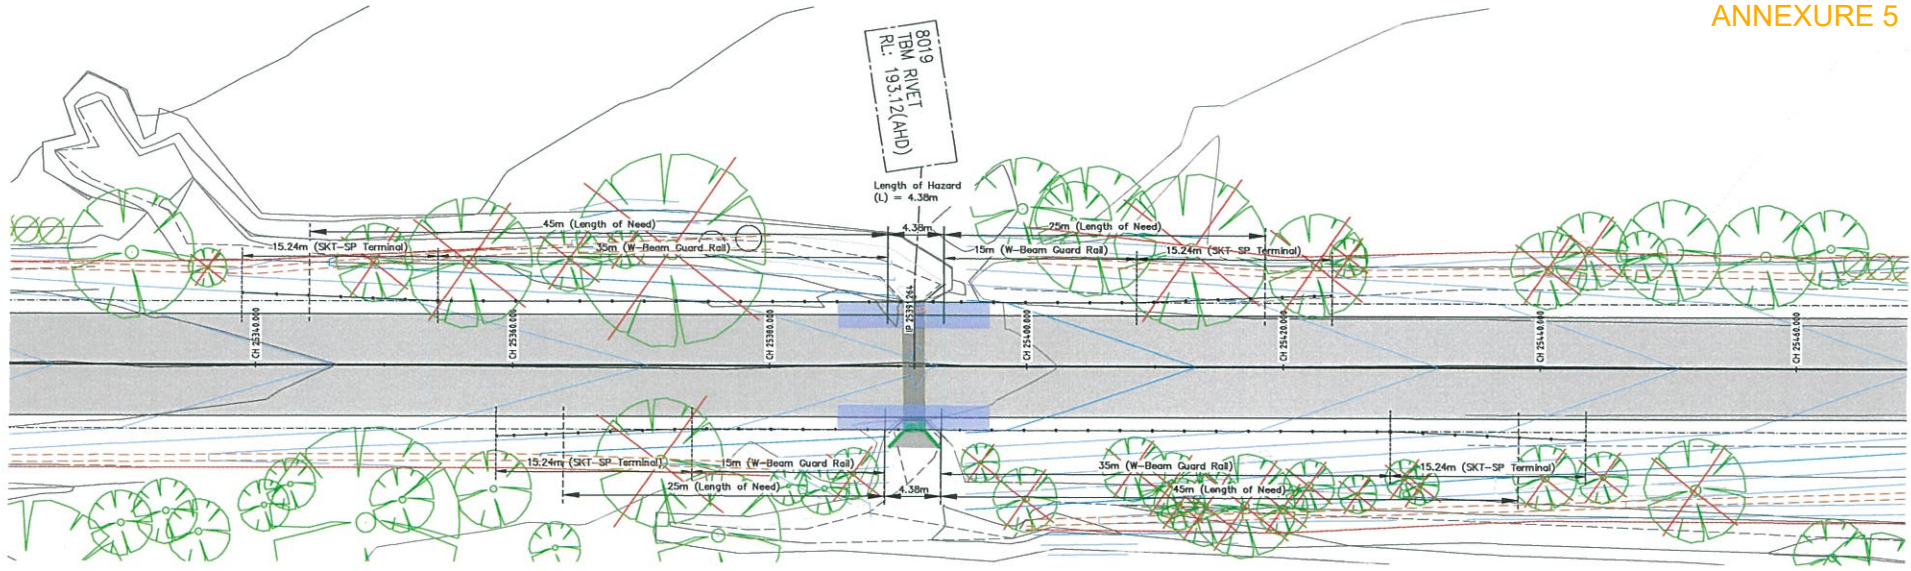 ANNEXURE 5
8019
TBM RIVET
RL: 193.12(AHD)
Length of Hazard
(L) = 4.38m
45m (Length of Need)
4.38m
25m (Length of Need)
15.24m (SKT-SP Terminal)
35m (W-Beam Guard Rail)
15m (W-Beam Guard Rail)
15.24m (SKT-SP Terminal)
CH 25340.000
CH 25360.000
CH 25380.000
IP 25391.264
CH 25400.000
CH 25420.000
CH 25440.000
CH 25460.000
15.24m (SKT-SP Terminal)
15m (W-Beam Guard Rail)
35m (W-Beam Guard Rail)
15.24m (SKT-SP Terminal)
25m (Length of Need)
4.38m
45m (Length of Need)